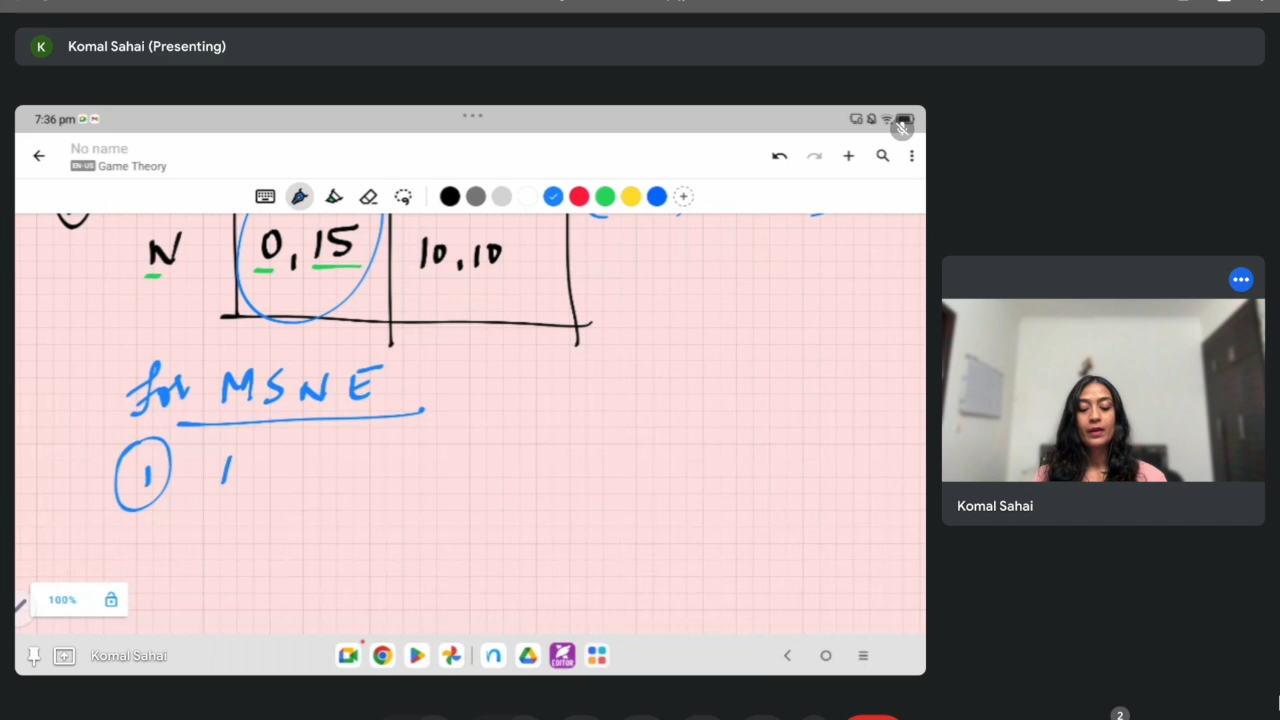 K Komal Sahai (Presenting)
7:36 pm
No name
EN-US Game Theory
N 0, 15 10, 10
for MSNE
① 1
100%
Komal Sahai
EDITOR
Komal Sahai
2